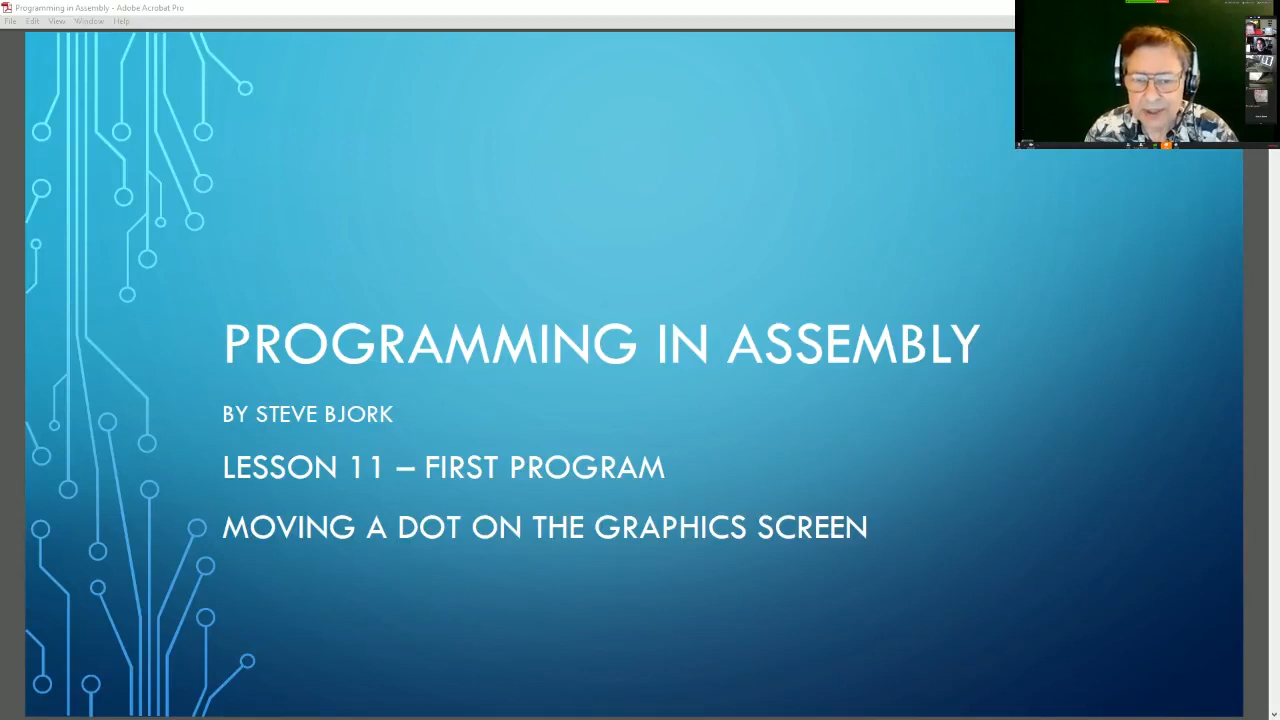 Programming in Assembly - Adobe Acrobat Pro
File Edit View Window Help
PROGRAMMING IN ASSEMBLY
BY STEVE BJORK
LESSON 11 – FIRST PROGRAM
MOVING A DOT ON THE GRAPHICS SCREEN